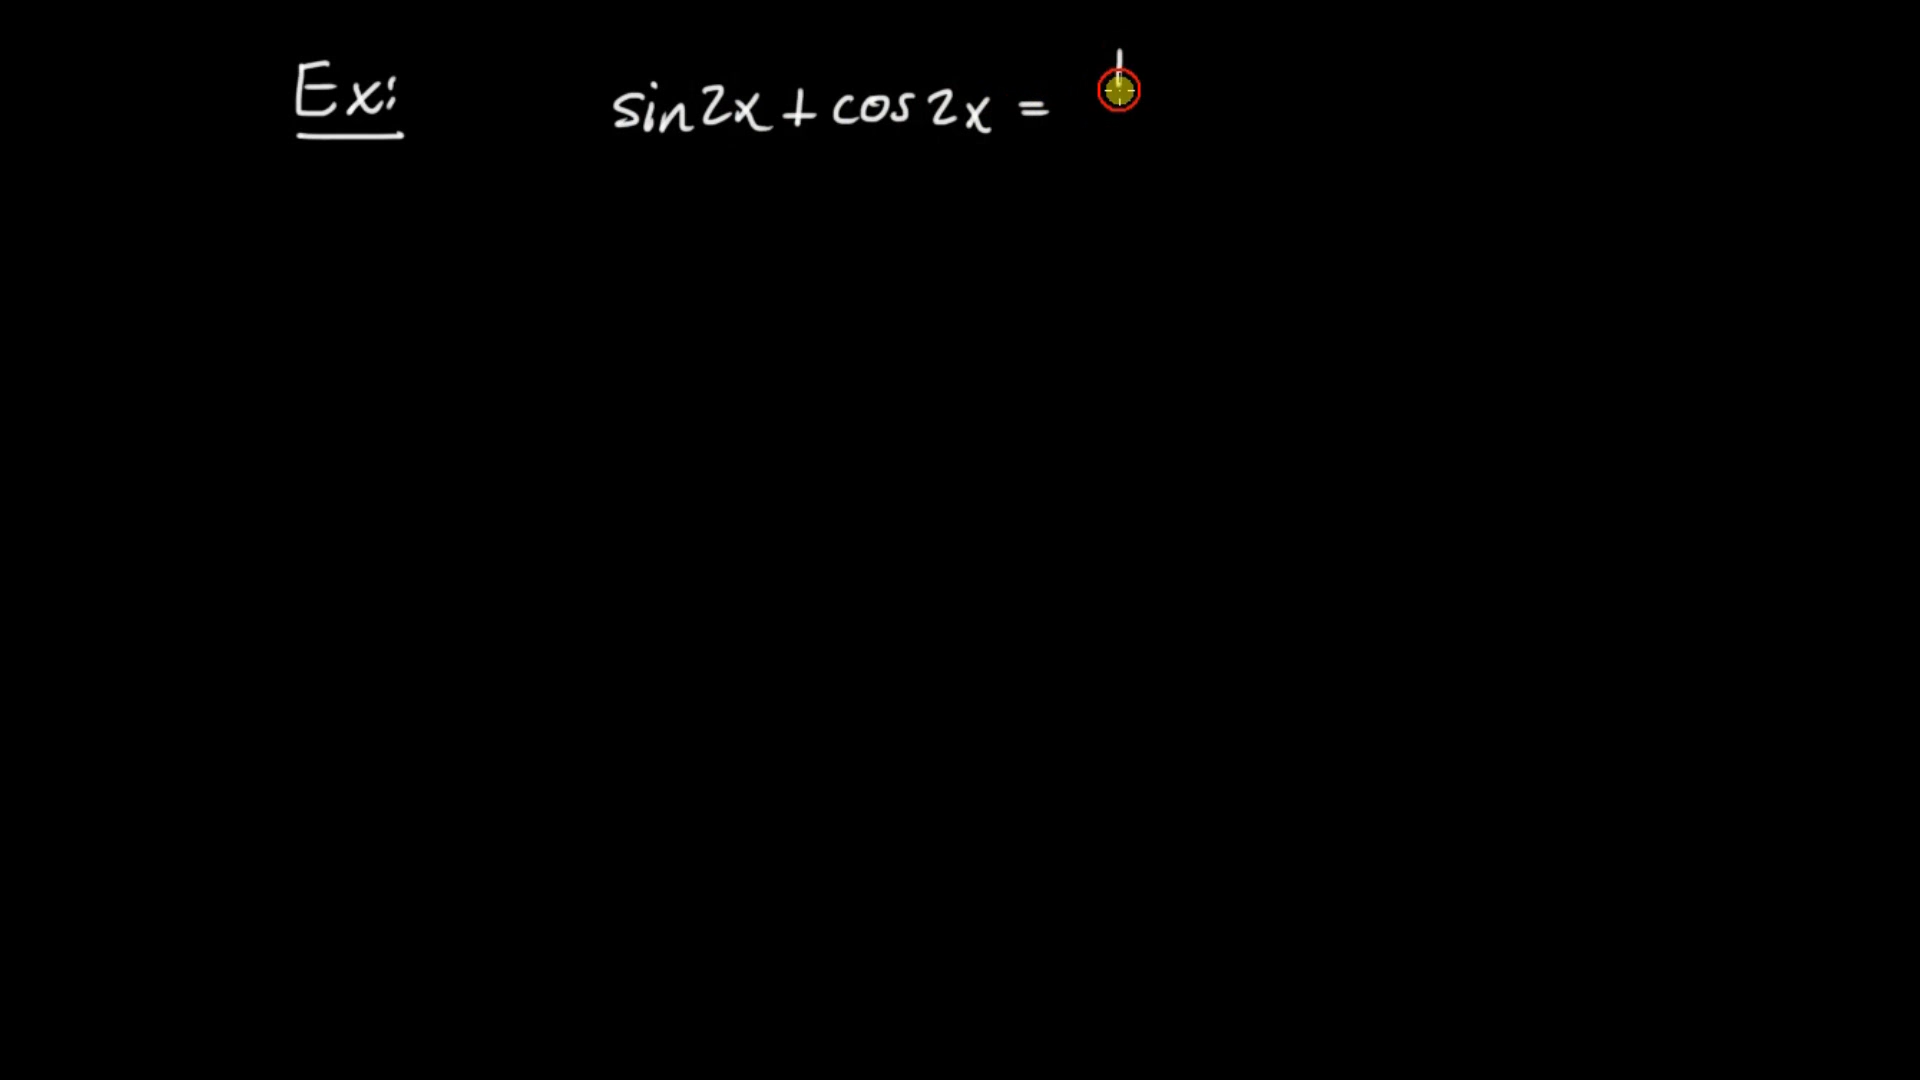 Ex: sin2x + cos2x =